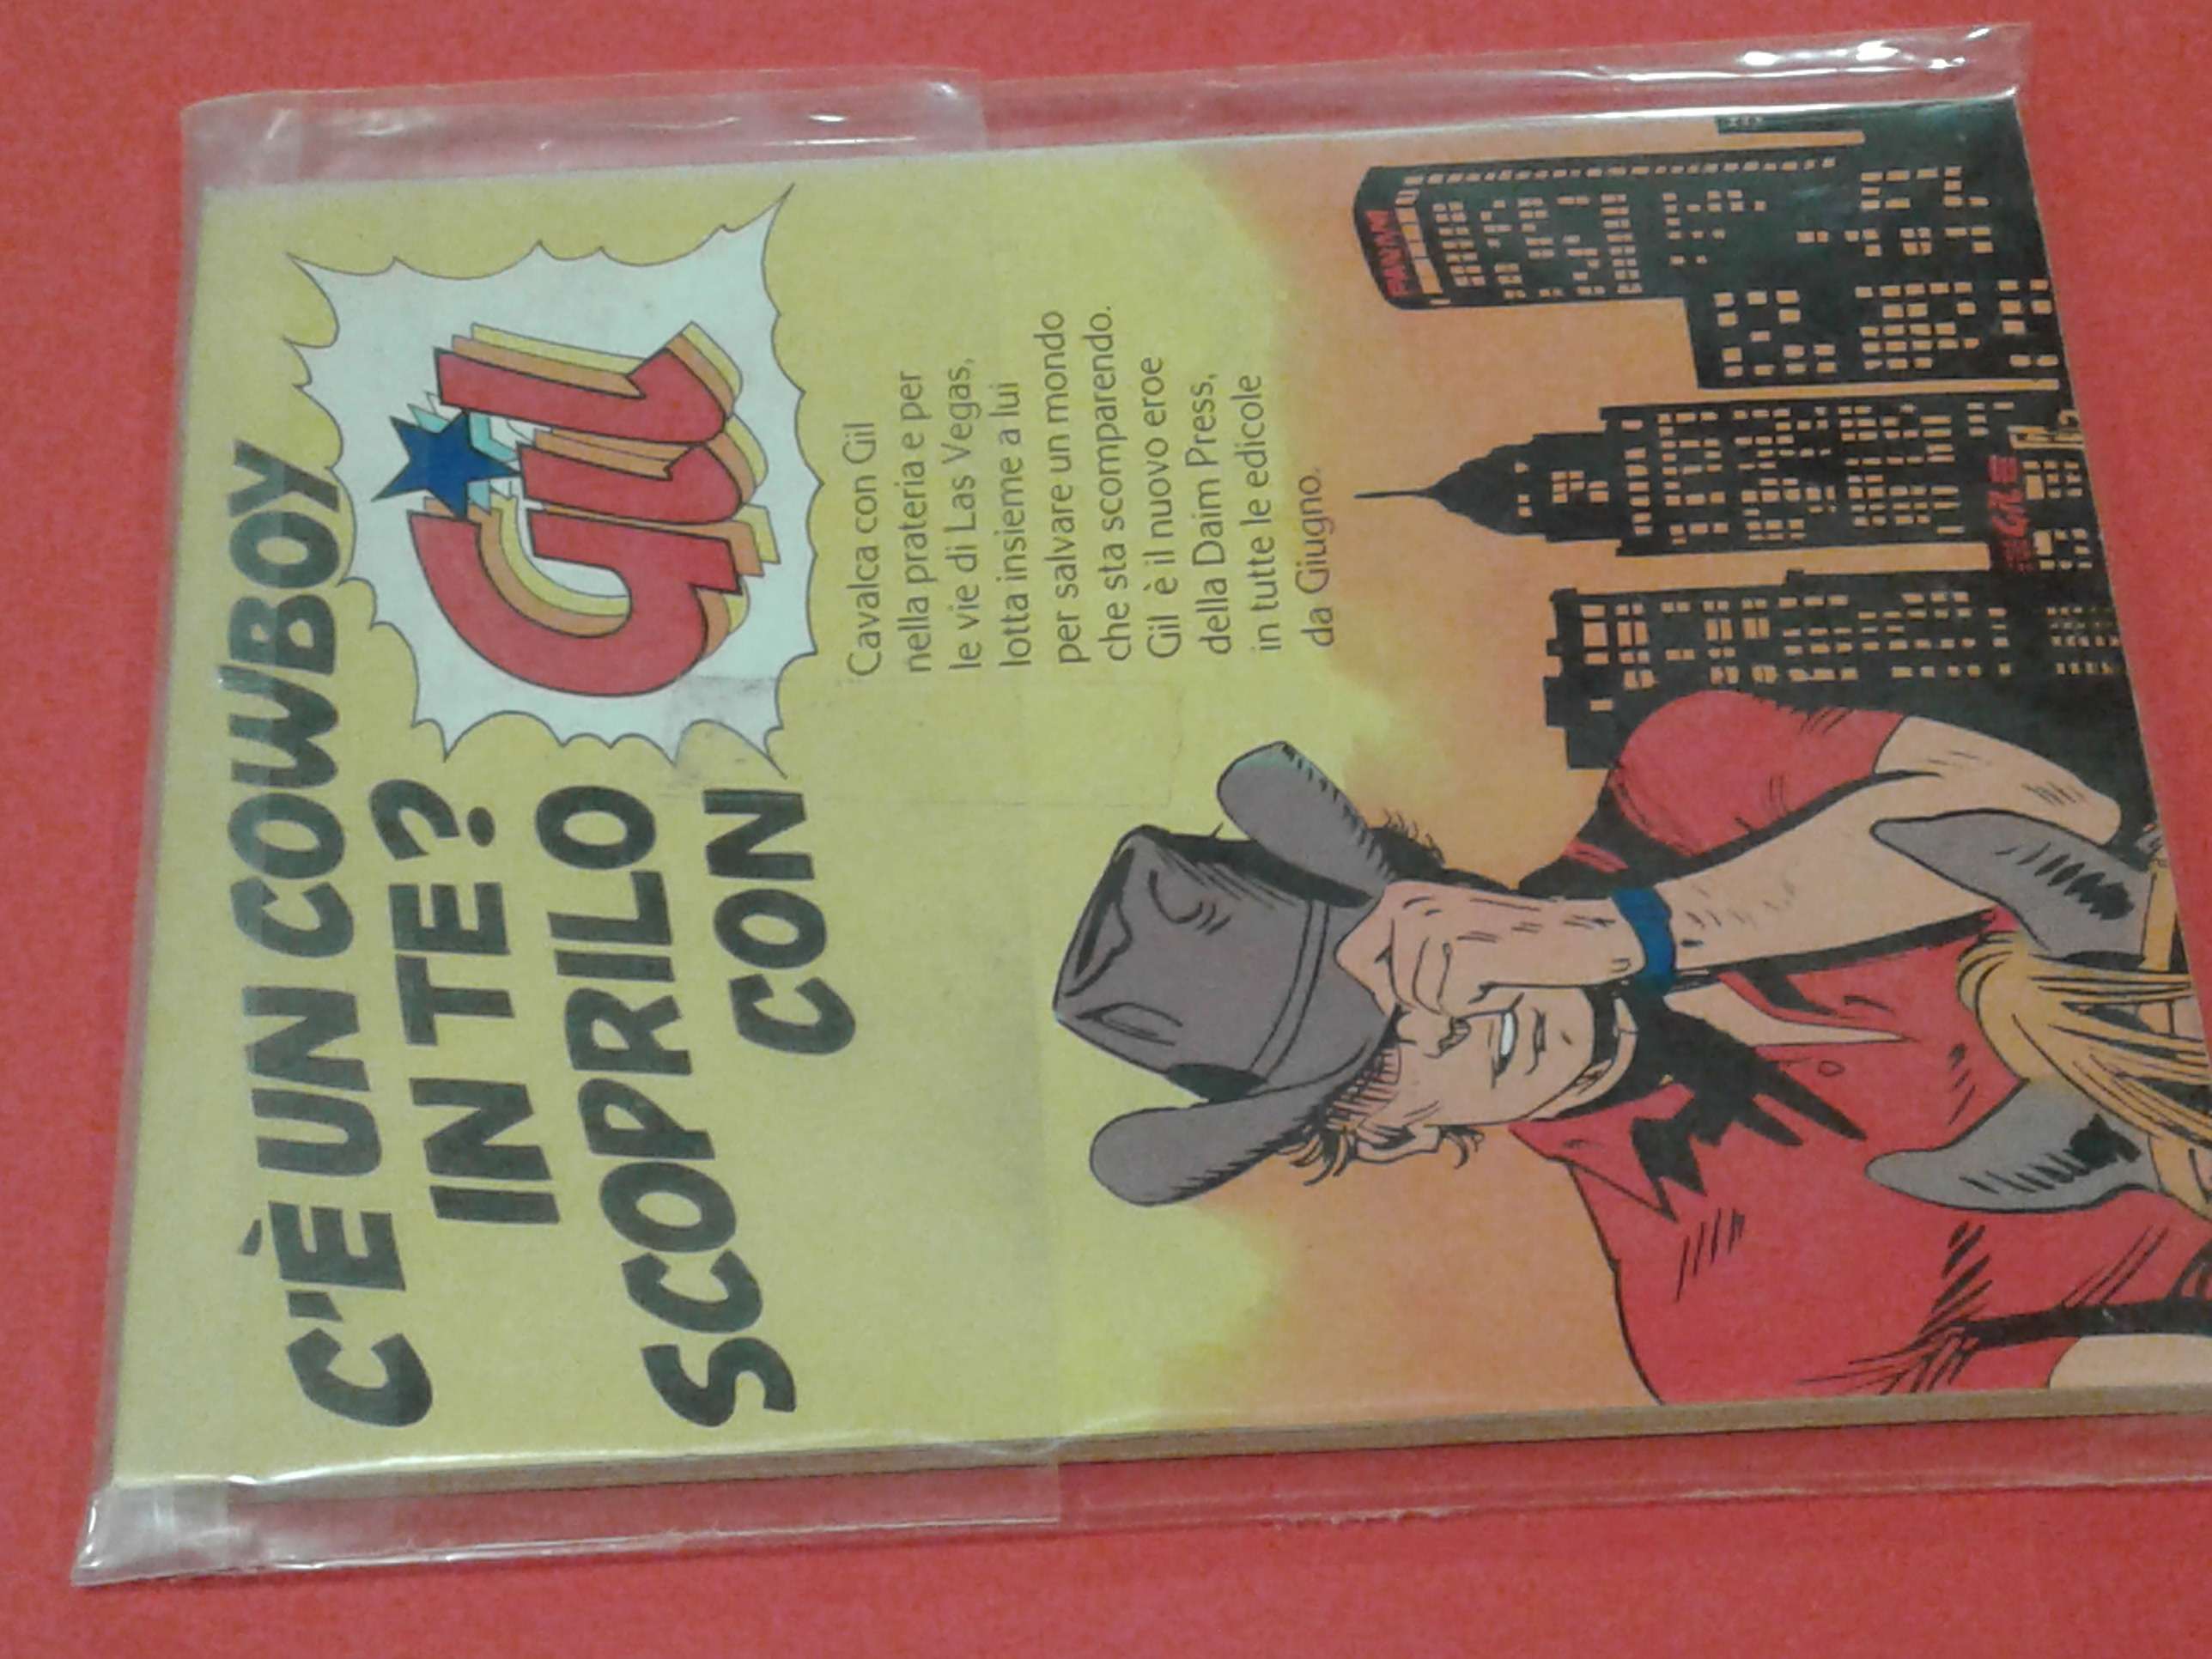 C'È UN COWBOY
IN TE?
SCOPRILO
CON
GIL
Cavalca con Gil
nella prateria e per
le vie di Las Vegas,
lotta insieme a lui
per salvare un mondo
che sta scomparendo.
Gil è il nuovo eroe
della Daim Press,
in tutte le edicole
da Giugno.
PANAM